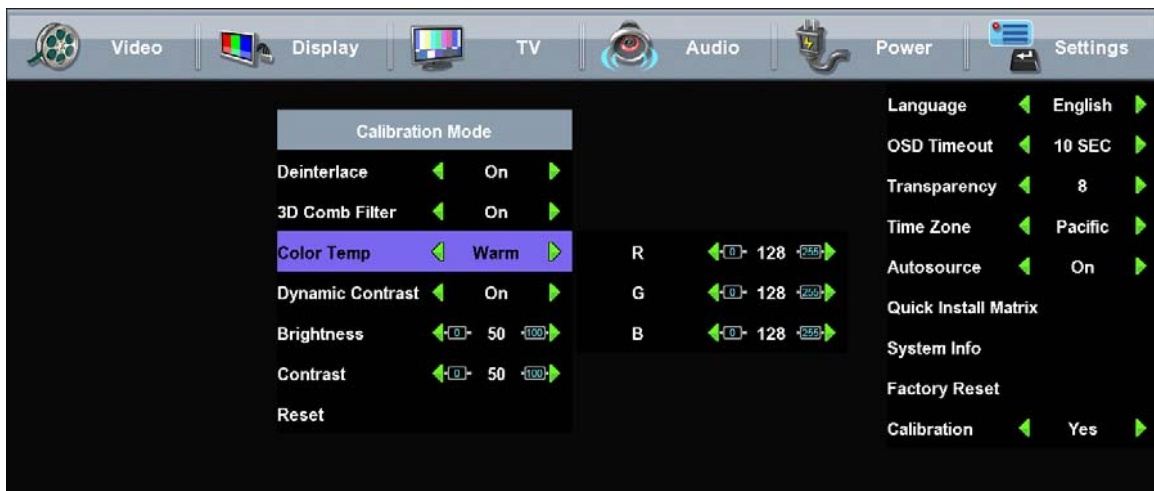 Video Display TV Audio Power Settings
Calibration Mode
Deinterlace On
3D Comb Filter On
Color Temp Warm
Dynamic Contrast On
Brightness 0 50 100
Contrast 0 50 100
Reset
R 0 128 255
G 0 128 255
B 0 128 255
Language English
OSD Timeout 10 SEC
Transparency 8
Time Zone Pacific
Autosource On
Quick Install Matrix
System Info
Factory Reset
Calibration Yes